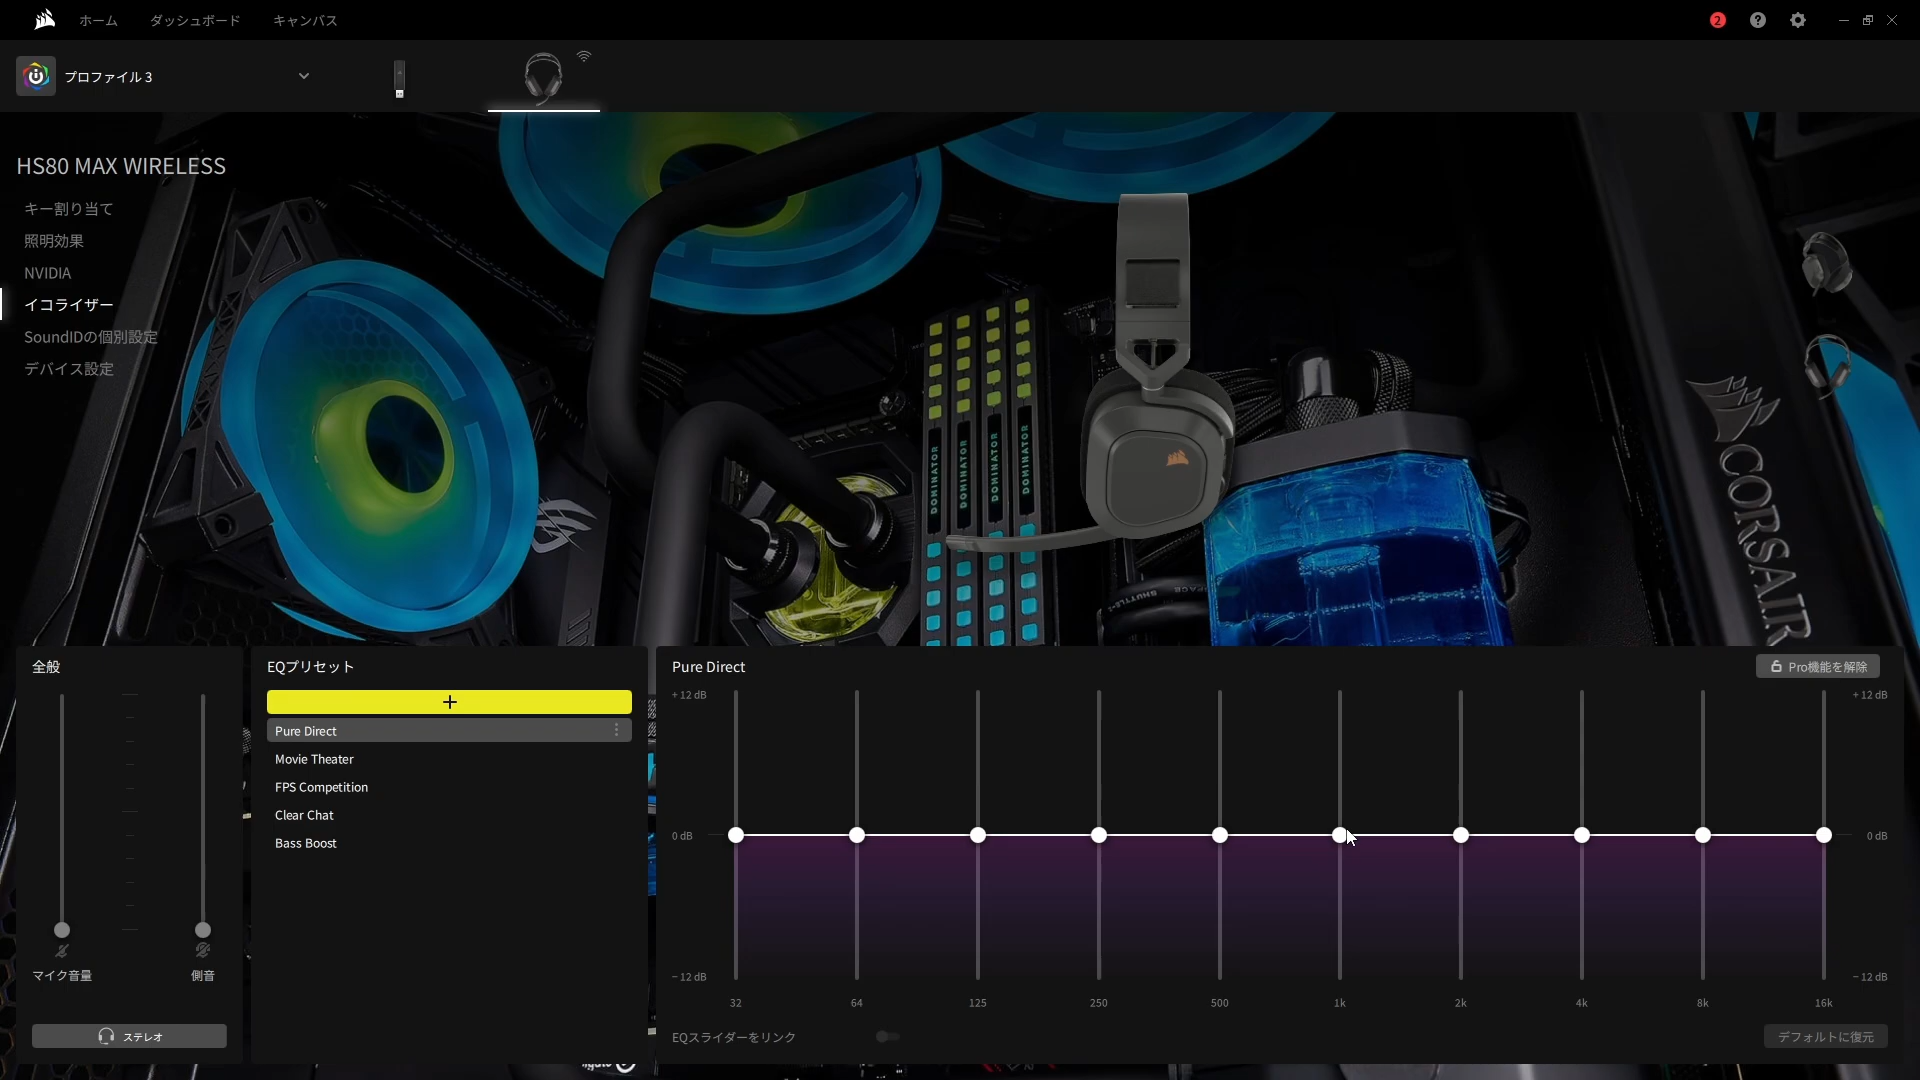 ホーム ダッシュボード キャンバス
2 ?
プロファイル 3
HS80 MAX WIRELESS
キー割り当て
照明効果
NVIDIA
イコライザー
SoundIDの個別設定
デバイス設定
DOMINATOR DOMINATOR DOMINATOR DOMINATOR
CORSAIR
全般
マイク音量 側音
ステレオ
EQプリセット
+
Pure Direct
Movie Theater
FPS Competition
Clear Chat
Bass Boost
Pure Direct Pro機能を解除
+12 dB +12 dB
0 dB 0 dB
−12 dB −12 dB
32 64 125 250 500 1k 2k 4k 8k 16k
EQスライダーをリンク デフォルトに復元